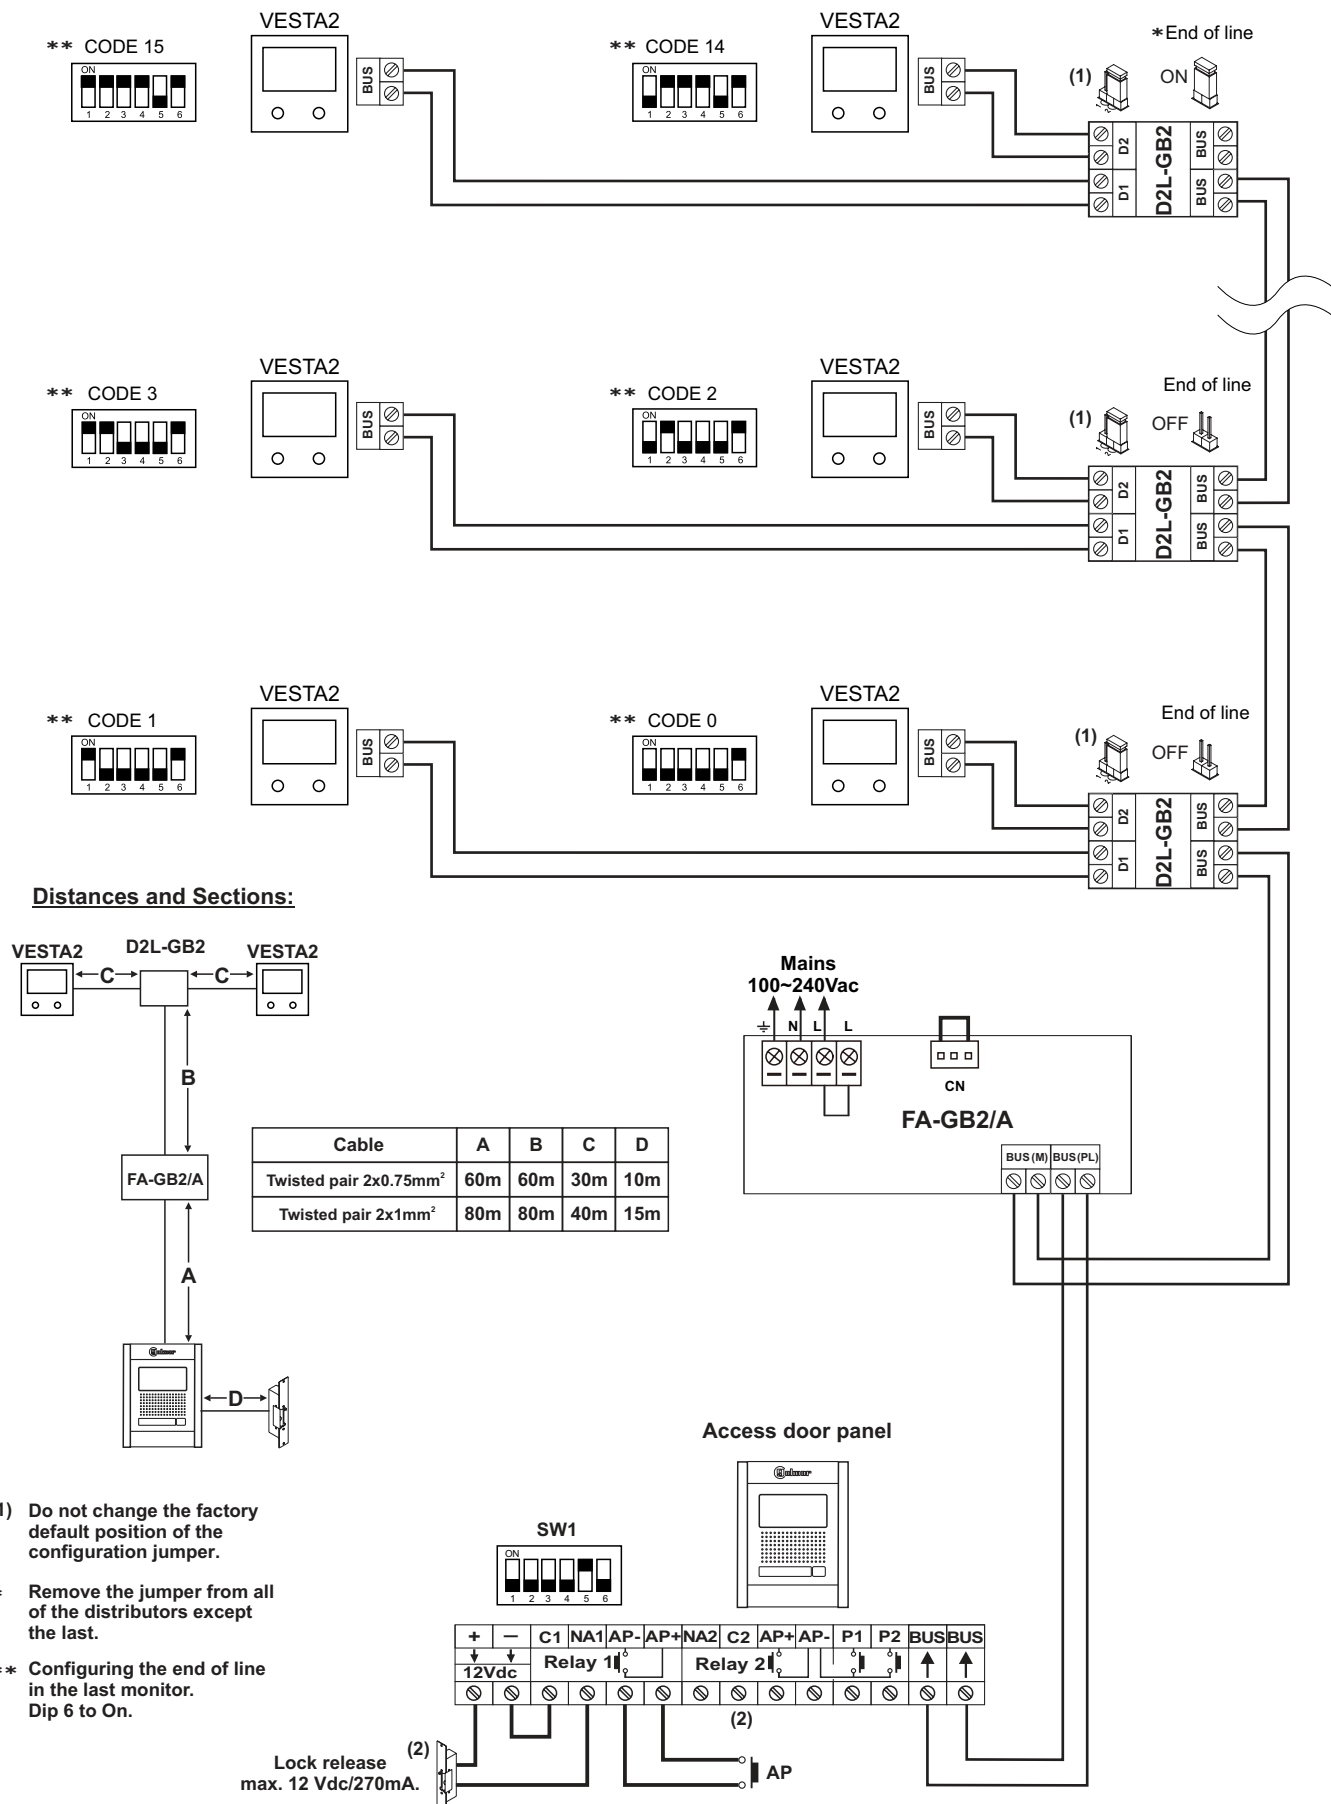 VESTA2 VESTA2
** CODE 15 ** CODE 14 *End of line
ON ON (1) ON
1 2 3 4 5 6 BUS 1 2 3 4 5 6 BUS
D2 D1 D2L-GB2 BUS BUS
VESTA2 VESTA2
** CODE 3 ** CODE 2 End of line
ON ON (1) OFF
1 2 3 4 5 6 BUS 1 2 3 4 5 6 BUS
D2 D1 D2L-GB2 BUS BUS
VESTA2 VESTA2
** CODE 1 ** CODE 0 End of line
ON ON (1) OFF
1 2 3 4 5 6 BUS 1 2 3 4 5 6 BUS
D2 D1 D2L-GB2 BUS BUS
Distances and Sections:
VESTA2 D2L-GB2 VESTA2
C C
B
FA-GB2/A
A
Golmar
D
Cable A B C D
Twisted pair 2x0.75mm² 60m 60m 30m 10m
Twisted pair 2x1mm² 80m 80m 40m 15m
Mains
100~240Vac
N L L
CN
FA-GB2/A
BUS(M) BUS(PL)
Access door panel
Golmar
1) Do not change the factory
default position of the
configuration jumper.
* Remove the jumper from all
of the distributors except
the last.
** Configuring the end of line
in the last monitor.
Dip 6 to On.
SW1
ON
1 2 3 4 5 6
+ – C1 NA1 AP- AP+ NA2 C2 AP+ AP- P1 P2 BUS BUS
12Vdc Relay 1 Relay 2
(2)
(2)
Lock release
max. 12 Vdc/270mA.
AP